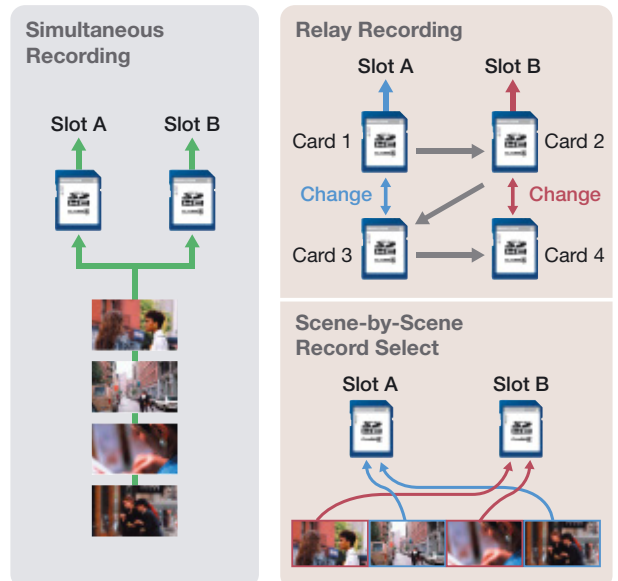 Simultaneous
Recording
Slot A
Slot B
Relay Recording
Slot A
Slot B
Card 1
Card 2
Change
Change
Card 3
Card 4
Scene-by-Scene
Record Select
Slot A
Slot B